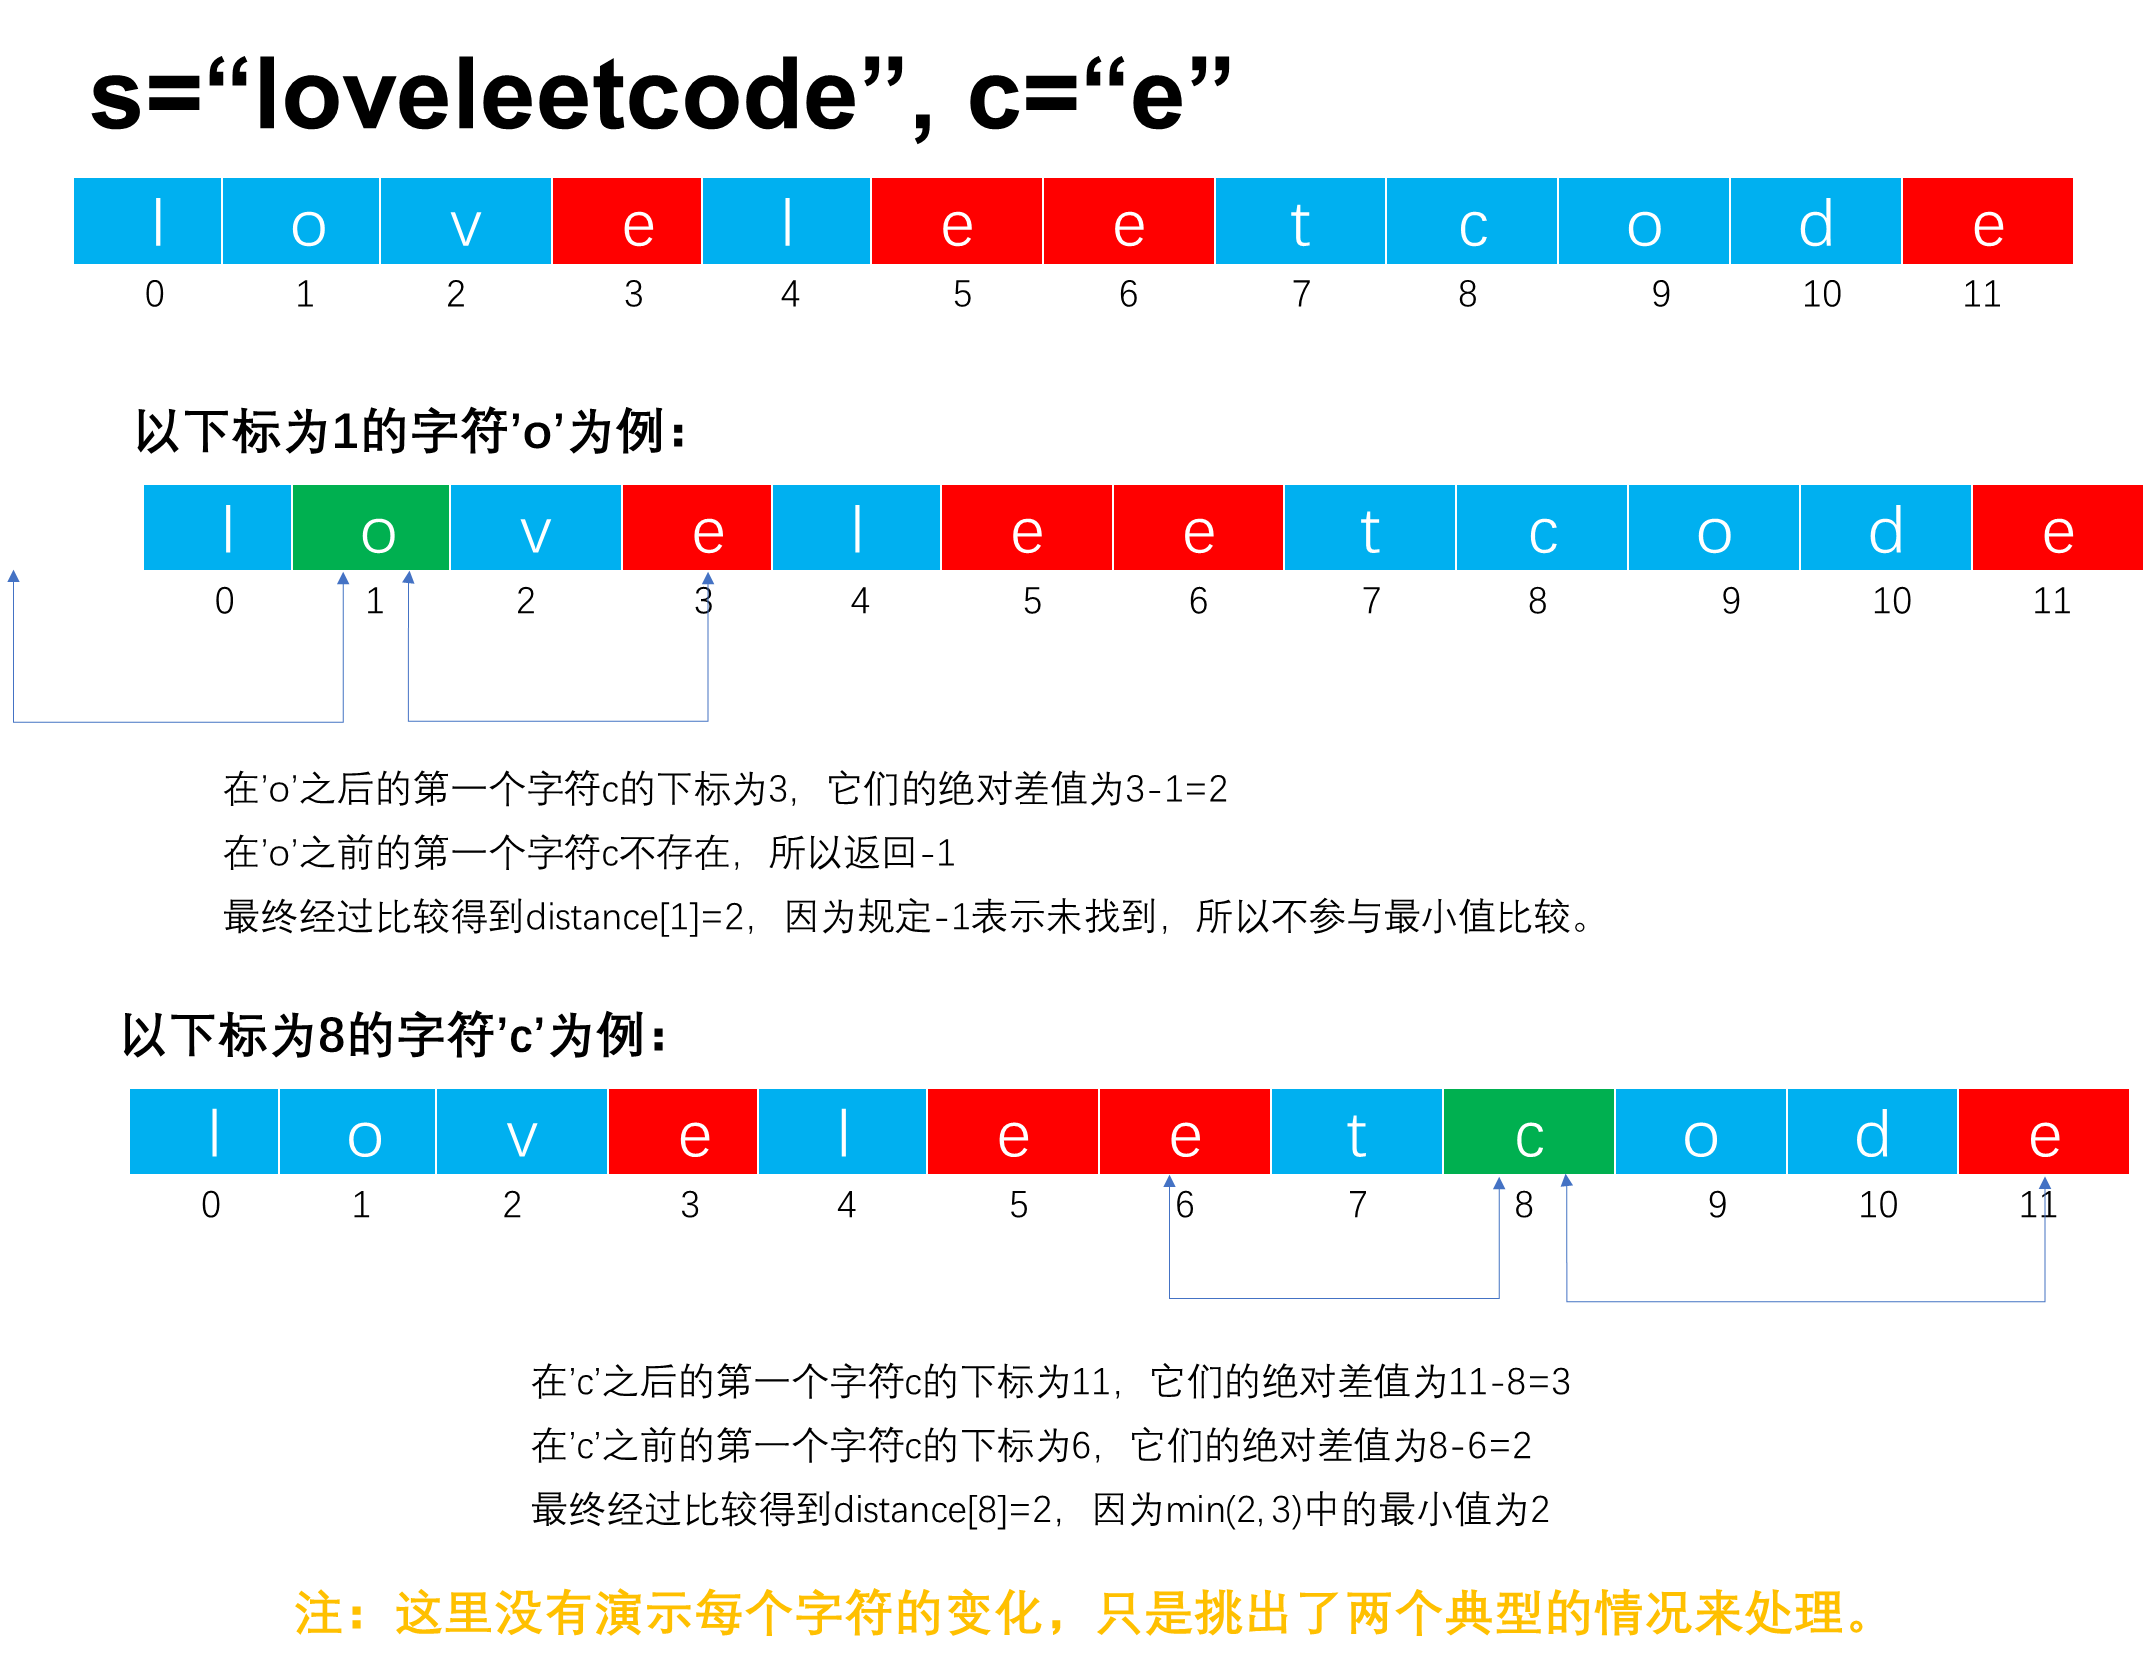 s=“loveleetcode”, c=“e”
l o v e l e e t c o d e
0 1 2 3 4 5 6 7 8 9 10 11
以下标为1的字符’o’为例：
l o v e l e e t c o d e
0 1 2 3 4 5 6 7 8 9 10 11
在’o’之后的第一个字符c的下标为3，它们的绝对差值为3-1=2
在’o’之前的第一个字符c不存在，所以返回-1
最终经过比较得到distance[1]=2，因为规定-1表示未找到，所以不参与最小值比较。
以下标为8的字符’c’为例：
l o v e l e e t c o d e
0 1 2 3 4 5 6 7 8 9 10 11
在’c’之后的第一个字符c的下标为11，它们的绝对差值为11-8=3
在’c’之前的第一个字符c的下标为6，它们的绝对差值为8-6=2
最终经过比较得到distance[8]=2，因为min(2, 3)中的最小值为2
注：这里没有演示每个字符的变化，只是挑出了两个典型的情况来处理。